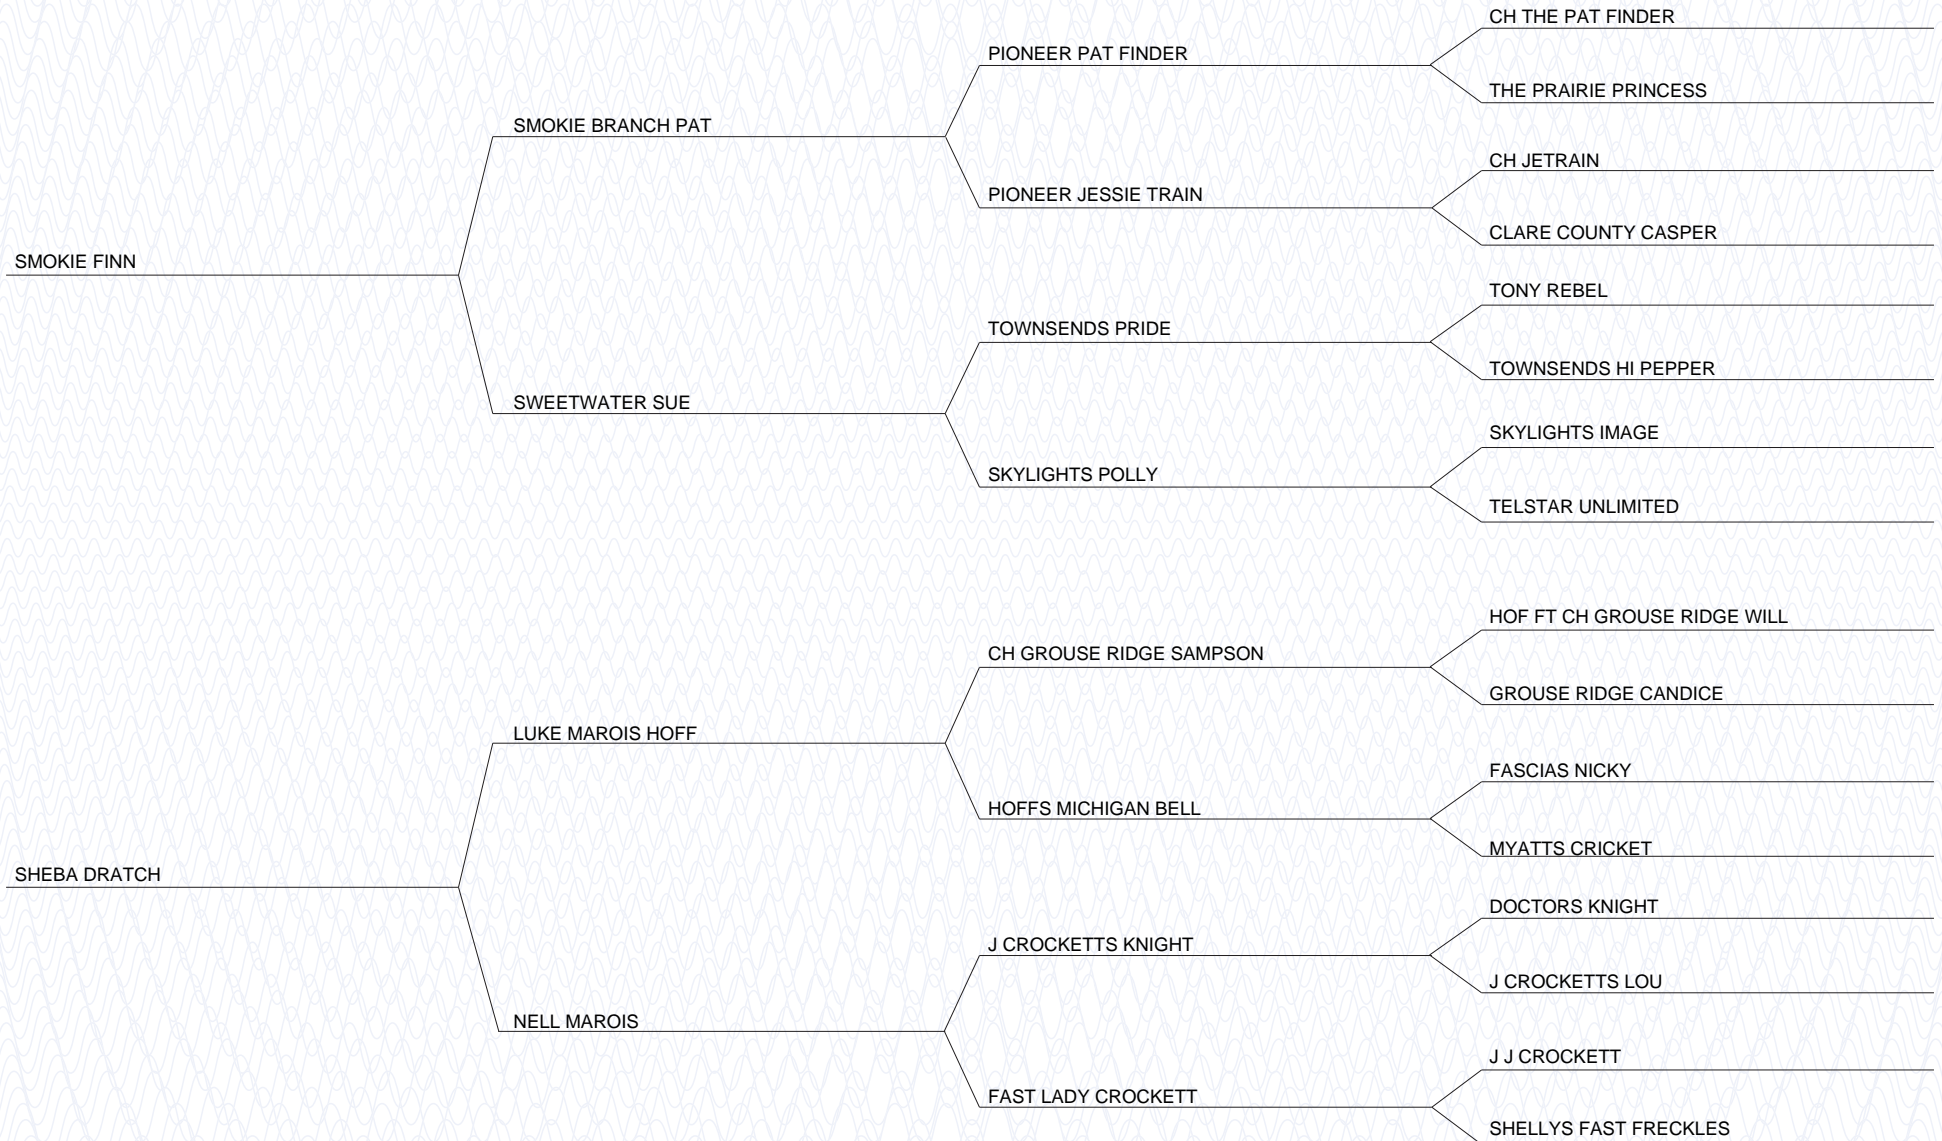 CH THE PAT FINDER
PIONEER PAT FINDER
THE PRAIRIE PRINCESS
SMOKIE BRANCH PAT
CH JETRAIN
PIONEER JESSIE TRAIN
CLARE COUNTY CASPER
SMOKIE FINN
TONY REBEL
TOWNSENDS PRIDE
TOWNSENDS HI PEPPER
SWEETWATER SUE
SKYLIGHTS IMAGE
SKYLIGHTS POLLY
TELSTAR UNLIMITED
HOF FT CH GROUSE RIDGE WILL
CH GROUSE RIDGE SAMPSON
GROUSE RIDGE CANDICE
LUKE MAROIS HOFF
FASCIAS NICKY
HOFFS MICHIGAN BELL
MYATTS CRICKET
SHEBA DRATCH
DOCTORS KNIGHT
J CROCKETTS KNIGHT
J CROCKETTS LOU
NELL MAROIS
J J CROCKETT
FAST LADY CROCKETT
SHELLYS FAST FRECKLES